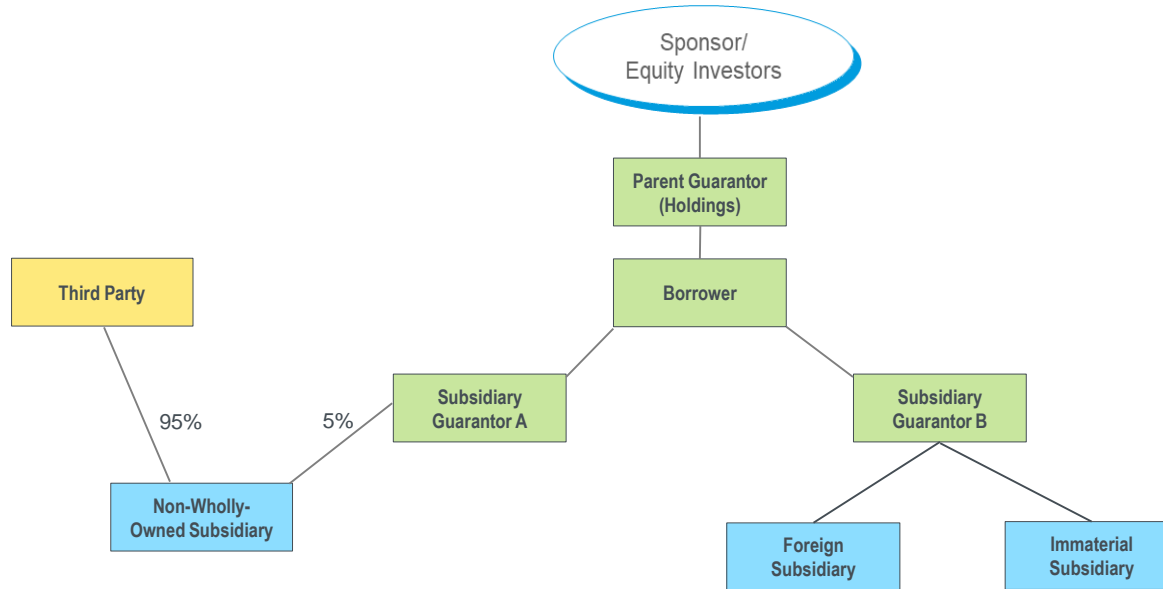 Sponsor/
Equity Investors
Parent Guarantor
(Holdings)
Third Party
Borrower
Subsidiary
Guarantor A
Subsidiary
Guarantor B
95%
5%
Non-Wholly-
Owned Subsidiary
Foreign
Subsidiary
Immaterial
Subsidiary